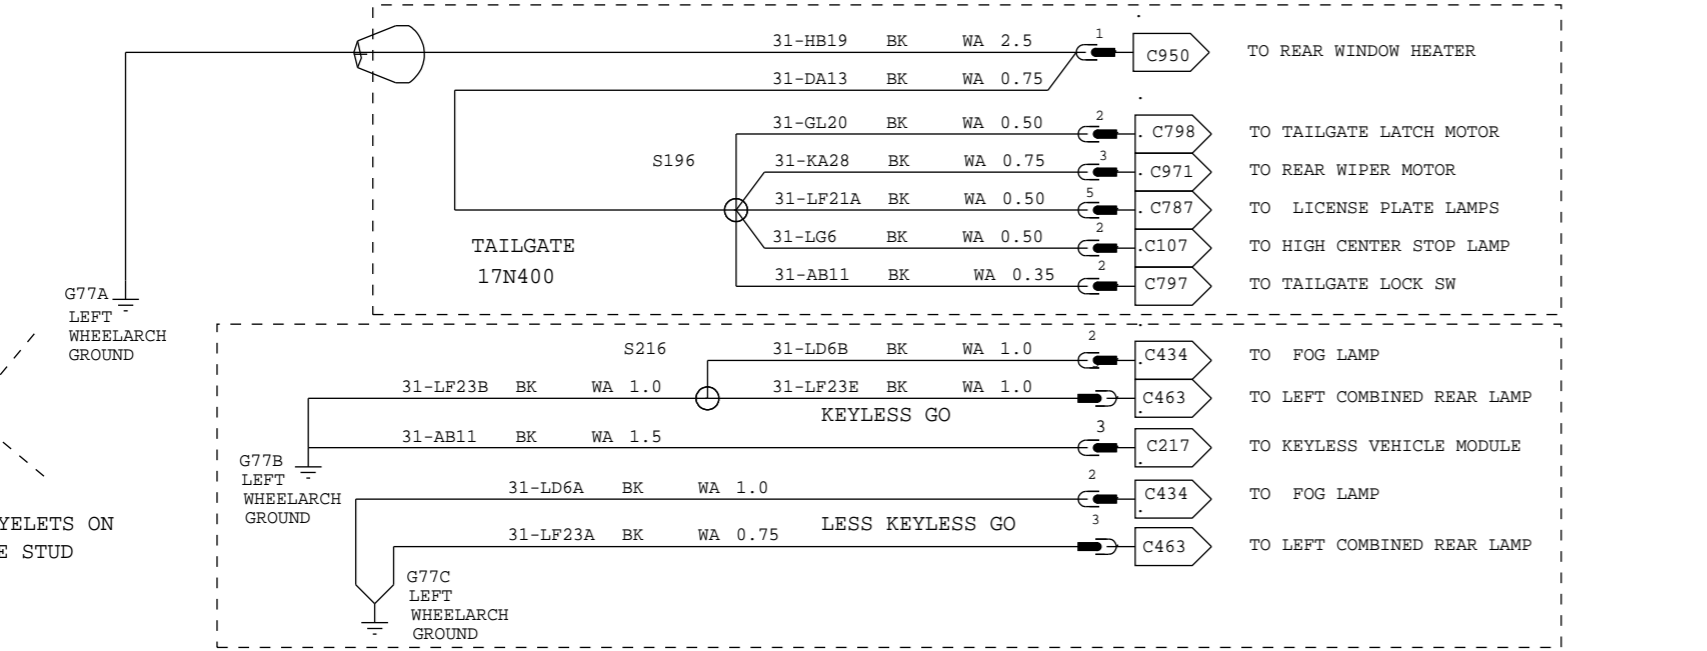 31-HB19 BK WA 2.5 1 C950 TO REAR WINDOW HEATER
31-DA13 BK WA 0.75
31-GL20 BK WA 0.50 2 C798 TO TAILGATE LATCH MOTOR
S196 31-KA28 BK WA 0.75 3 C971 TO REAR WIPER MOTOR
31-LF21A BK WA 0.50 5 C787 TO LICENSE PLATE LAMPS
31-LG6 BK WA 0.50 2 C107 TO HIGH CENTER STOP LAMP
TAILGATE
17N400
31-AB11 BK WA 0.35 2 C797 TO TAILGATE LOCK SW
G77A
LEFT
WHEELARCH
GROUND
S216 31-LD6B BK WA 1.0 2 C434 TO FOG LAMP
31-LF23B BK WA 1.0 31-LF23E BK WA 1.0 C463 TO LEFT COMBINED REAR LAMP
KEYLESS GO
31-AB11 BK WA 1.5 3 C217 TO KEYLESS VEHICLE MODULE
G77B
LEFT
WHEELARCH
GROUND
31-LD6A BK WA 1.0 2 C434 TO FOG LAMP
YELETS ON
E STUD
LESS KEYLESS GO
31-LF23A BK WA 0.75 3 C463 TO LEFT COMBINED REAR LAMP
G77C
LEFT
WHEELARCH
GROUND